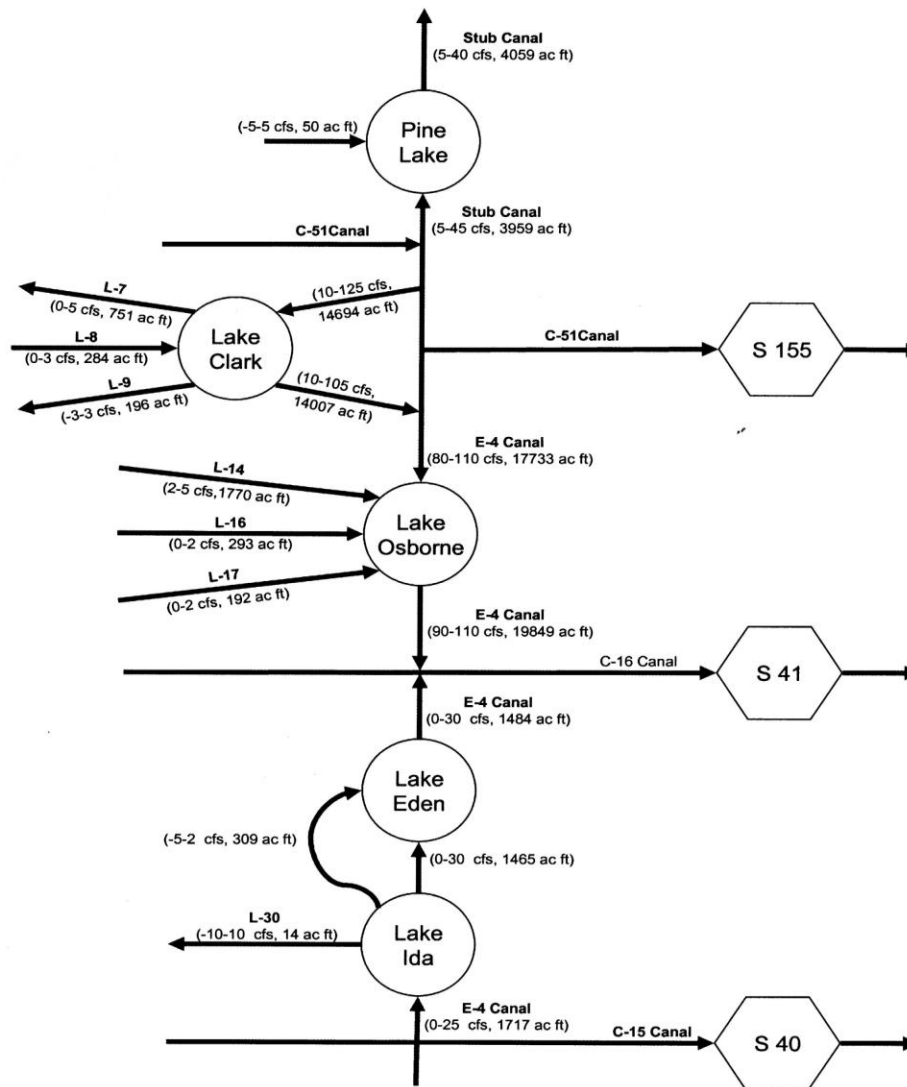 Stub Canal
(5-40 cfs, 4059 ac ft)
(-5-5 cfs, 50 ac ft)
Pine
Lake
Stub Canal
(5-45 cfs, 3959 ac ft)
C-51Canal
L-7
(0-5 cfs, 751 ac ft)
(10-125 cfs,
14694 ac ft)
L-8
(0-3 cfs, 284 ac ft)
Lake
Clark
C-51Canal
S 155
L-9
(-3-3 cfs, 196 ac ft)
(10-105 cfs,
14007 ac ft)
E-4 Canal
(80-110 cfs, 17733 ac ft)
L-14
(2-5 cfs,1770 ac ft)
L-16
(0-2 cfs, 293 ac ft)
Lake
Osborne
L-17
(0-2 cfs, 192 ac ft)
E-4 Canal
(90-110 cfs, 19849 ac ft)
C-16 Canal
S 41
E-4 Canal
(0-30 cfs, 1484 ac ft)
Lake
Eden
(-5-2 cfs, 309 ac ft)
(0-30 cfs, 1465 ac ft)
L-30
(-10-10 cfs, 14 ac ft)
Lake
Ida
E-4 Canal
(0-25 cfs, 1717 ac ft)
C-15 Canal
S 40